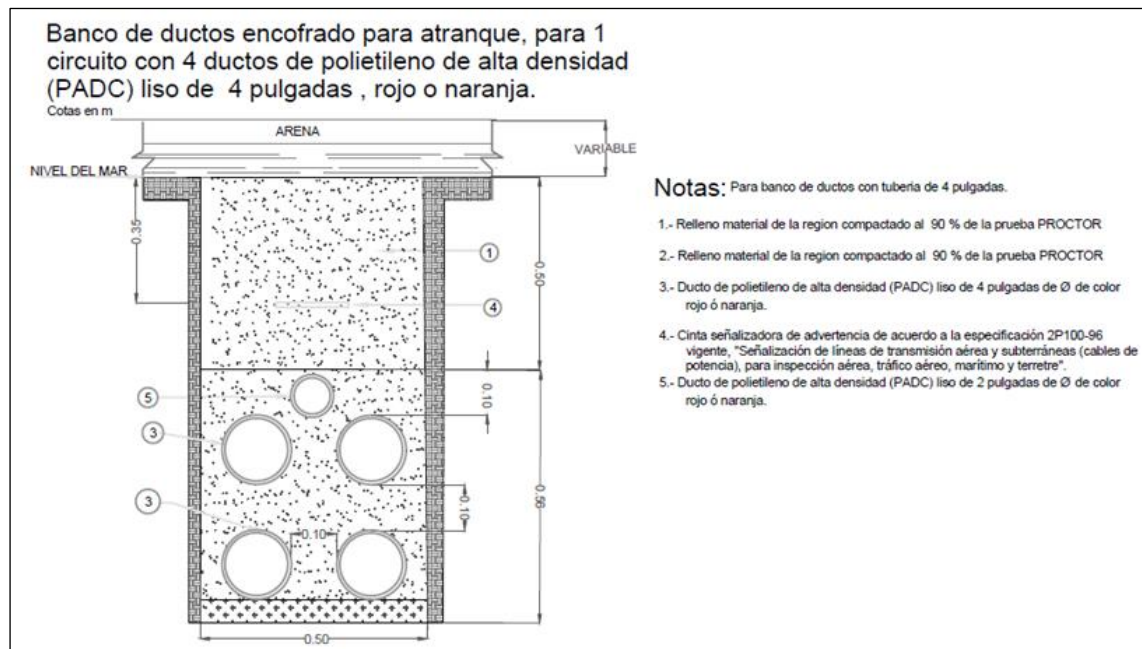 Banco de ductos encofrado para atranque, para 1
circuito con 4 ductos de polietileno de alta densidad
(PADC) liso de 4 pulgadas , rojo o naranja.
Cotas en m
ARENA
VARIABLE
NIVEL DEL MAR
0.35
1
0.50
4
0.10
5
3
0.10
0.56
3
0.10
0.50
Notas: Para banco de ductos con tuberia de 4 pulgadas.
1.- Relleno material de la region compactado al 90 % de la prueba PROCTOR
2.- Relleno material de la region compactado al 90 % de la prueba PROCTOR
3.- Ducto de polietileno de alta densidad (PADC) liso de 4 pulgadas de Ø de color
rojo ó naranja.
4.- Cinta señalizadora de advertencia de acuerdo a la especificación 2P100-96
vigente, "Señalización de líneas de transmisión aérea y subterráneas (cables de
potencia), para inspección aérea, tráfico aéreo, marítimo y terretre".
5.- Ducto de polietileno de alta densidad (PADC) liso de 2 pulgadas de Ø de color
rojo ó naranja.